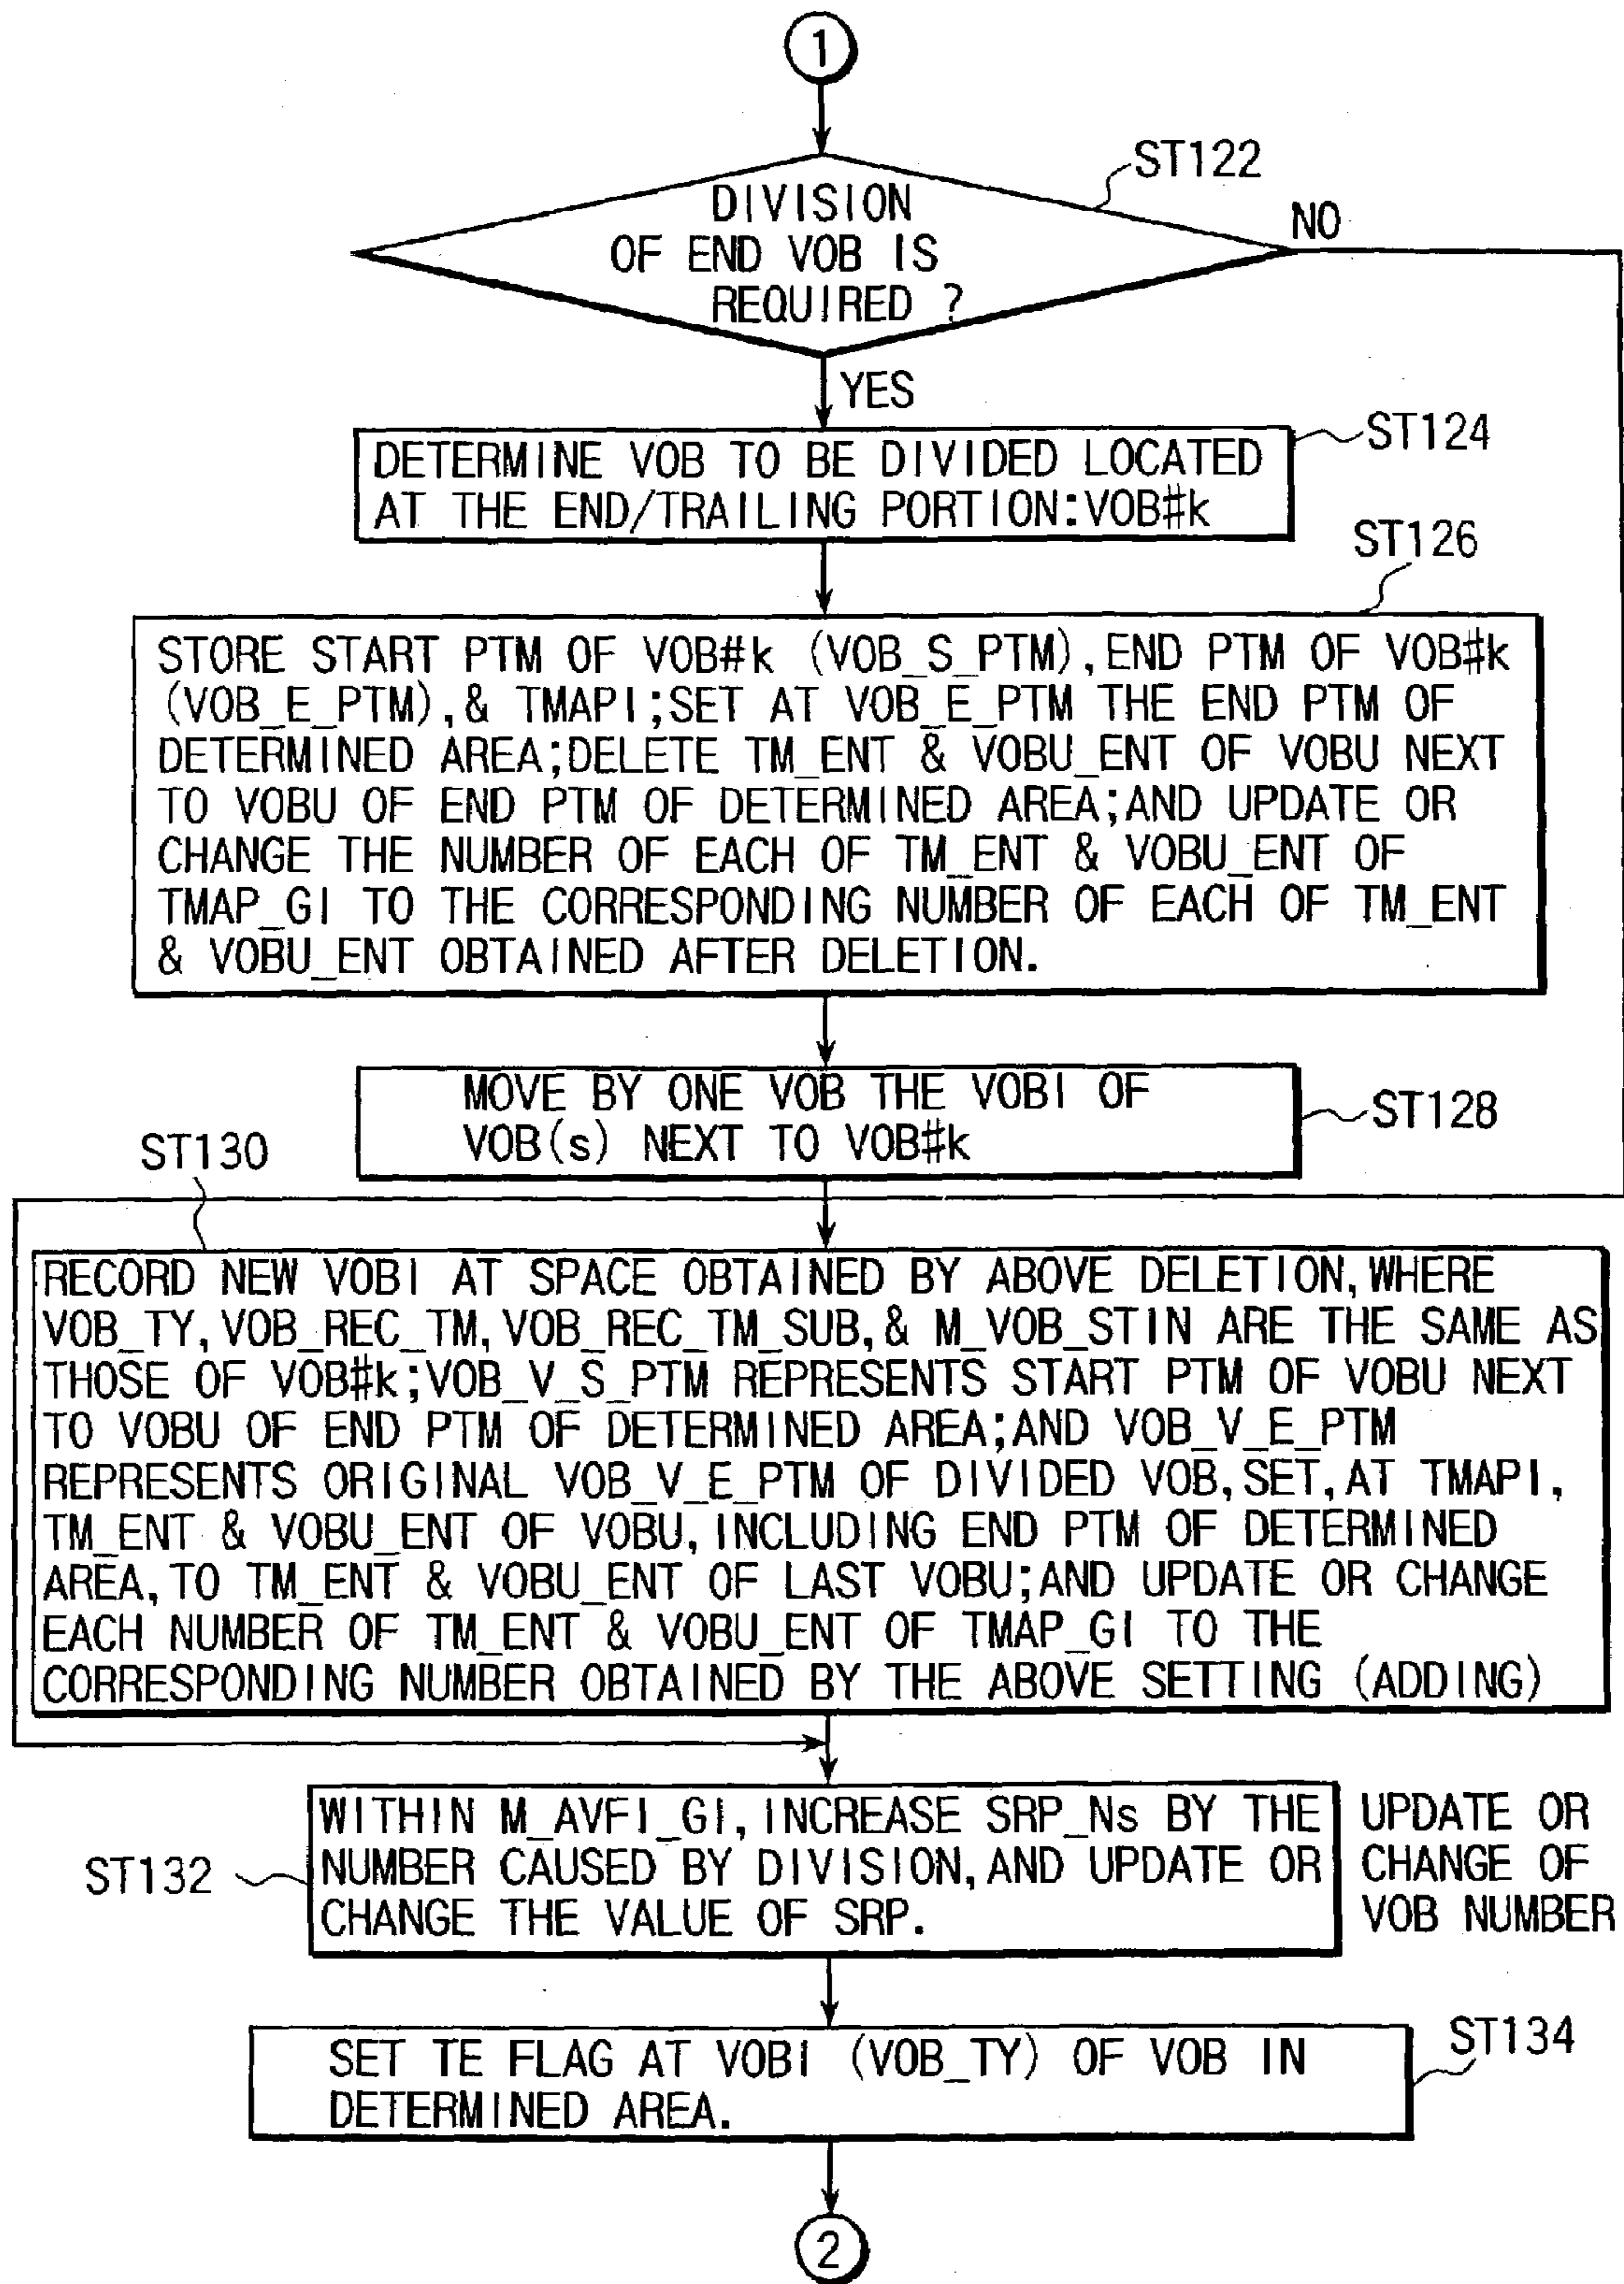 1
ST122
DIVISION
OF END VOB IS
REQUIRED ?
NO
YES
ST124
DETERMINE VOB TO BE DIVIDED LOCATED
AT THE END/TRAILING PORTION:VOB#k
ST126
STORE START PTM OF VOB#k (VOB_S_PTM),END PTM OF VOB#k
(VOB_E_PTM),& TMAPI;SET AT VOB_E_PTM THE END PTM OF
DETERMINED AREA;DELETE TM_ENT & VOBU_ENT OF VOBU NEXT
TO VOBU OF END PTM OF DETERMINED AREA;AND UPDATE OR
CHANGE THE NUMBER OF EACH OF TM_ENT & VOBU_ENT OF
TMAP_GI TO THE CORRESPONDING NUMBER OF EACH OF TM_ENT
& VOBU_ENT OBTAINED AFTER DELETION.
MOVE BY ONE VOB THE VOBI OF
VOB(s) NEXT TO VOB#k
ST128
ST130
RECORD NEW VOBI AT SPACE OBTAINED BY ABOVE DELETION,WHERE
VOB_TY,VOB_REC_TM,VOB_REC_TM_SUB,& M_VOB_STIN ARE THE SAME AS
THOSE OF VOB#k;VOB_V_S_PTM REPRESENTS START PTM OF VOBU NEXT
TO VOBU OF END PTM OF DETERMINED AREA;AND VOB_V_E_PTM
REPRESENTS ORIGINAL VOB_V_E_PTM OF DIVIDED VOB,SET,AT TMAPI,
TM_ENT & VOBU_ENT OF VOBU,INCLUDING END PTM OF DETERMINED
AREA,TO TM_ENT & VOBU_ENT OF LAST VOBU;AND UPDATE OR CHANGE
EACH NUMBER OF TM_ENT & VOBU_ENT OF TMAP_GI TO THE
CORRESPONDING NUMBER OBTAINED BY THE ABOVE SETTING (ADDING)
WITHIN M_AVFI_GI,INCREASE SRP_Ns BY THE
NUMBER CAUSED BY DIVISION,AND UPDATE OR
CHANGE THE VALUE OF SRP.
UPDATE OR
CHANGE OF
VOB NUMBER
ST132
SET TE FLAG AT VOBI (VOB_TY) OF VOB IN
DETERMINED AREA.
ST134
2